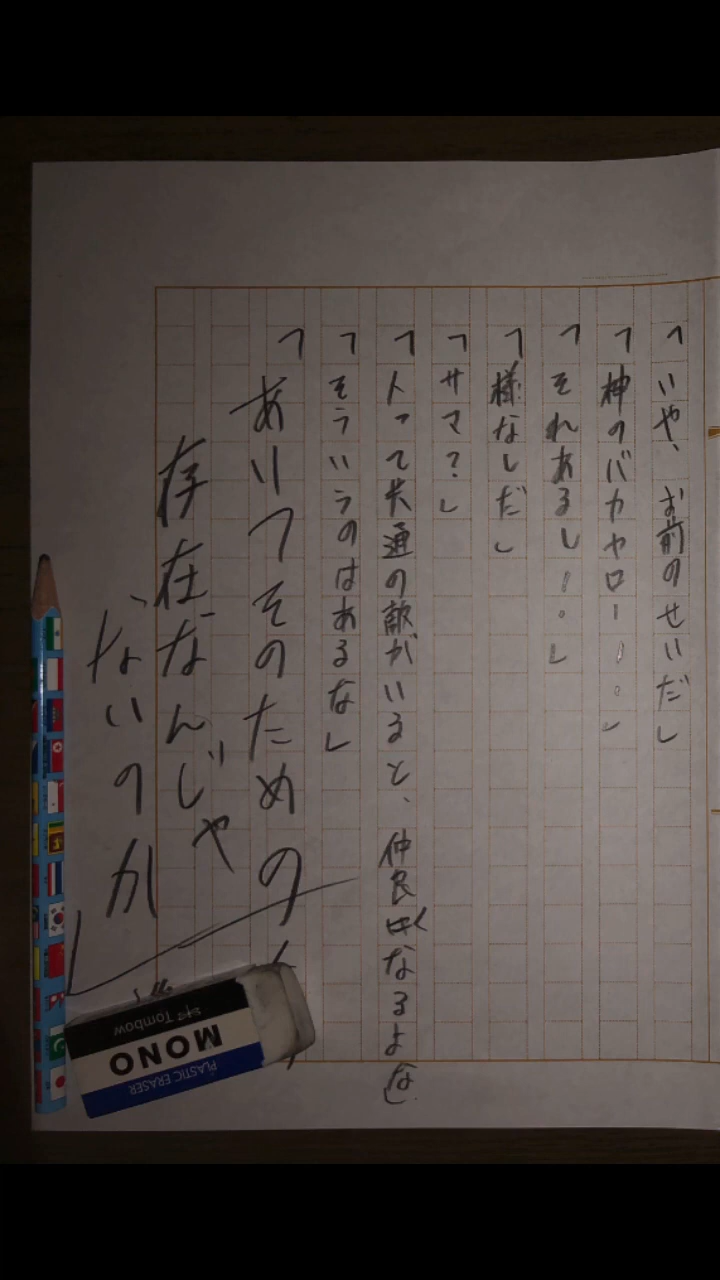 「いや、お前のせいだ」
「神のバカヤロー！。」
「それあるし！。」
「様なしだ」
「サマ？」
「人って共通の敵がいると、仲良くなるよな」
「そういうのはあるな」
「ありつそのための
存在なんじゃ
ないのか
」
MONO
PLASTIC ERASER
Tombow